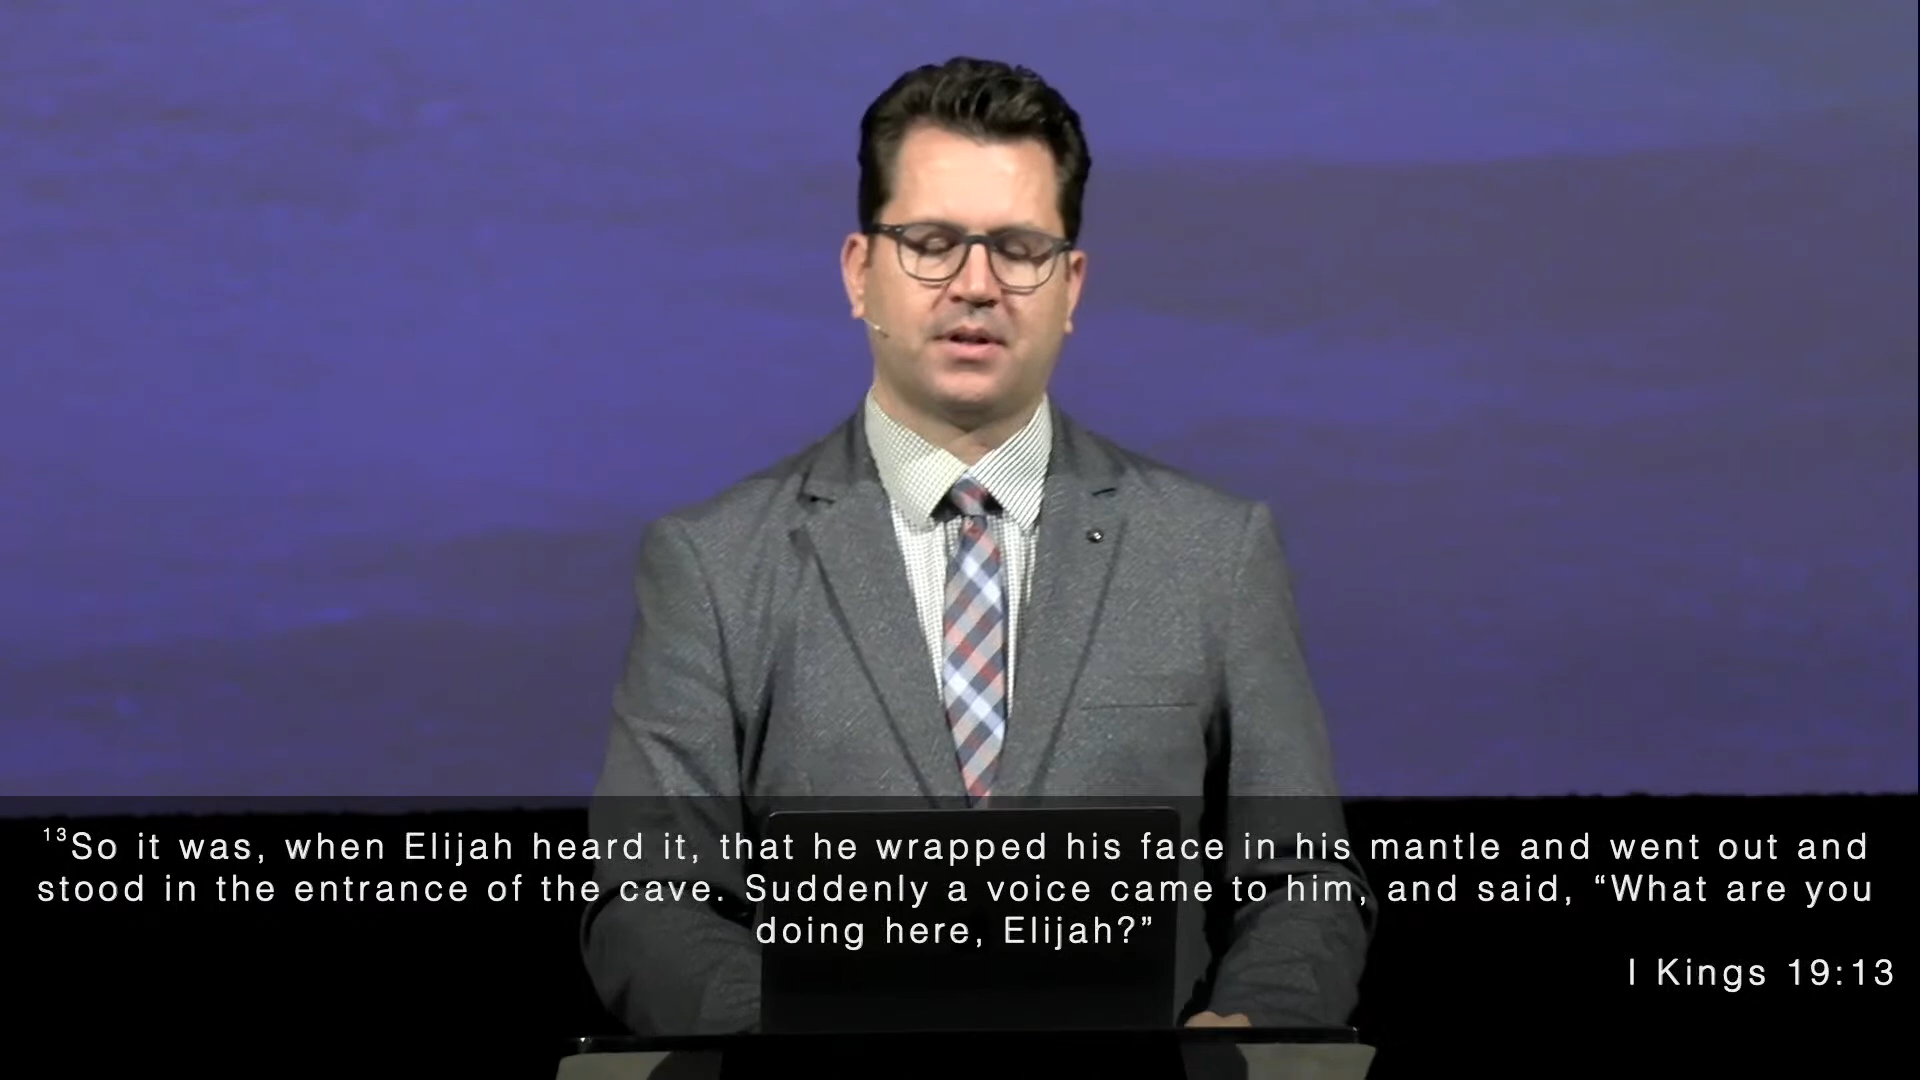 ¹³So it was, when Elijah heard it, that he wrapped his face in his mantle and went out and
stood in the entrance of the cave. Suddenly a voice came to him, and said, “What are you
doing here, Elijah?”
I Kings 19:13